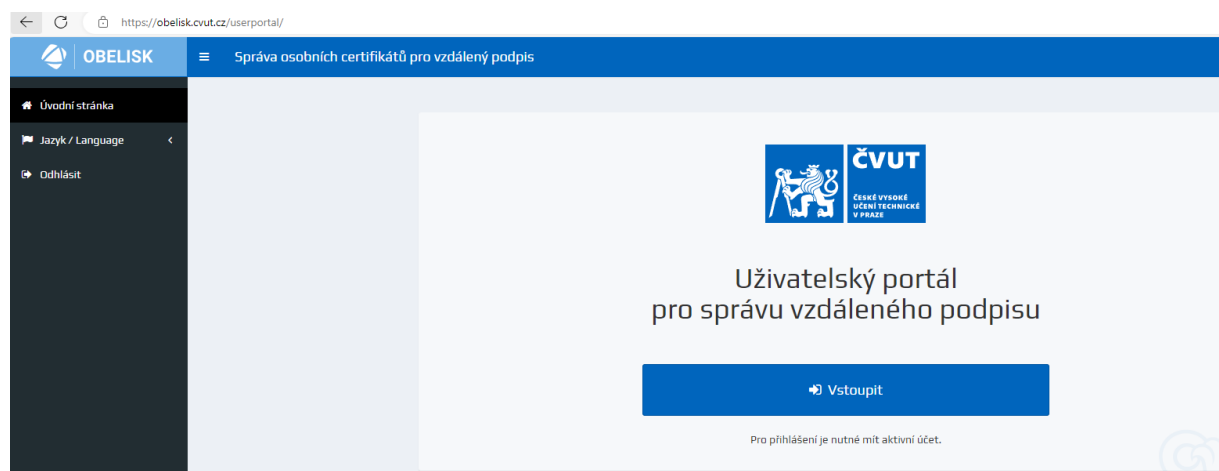 https://obelisk.cvut.cz/userportal/
OBELISK
Správa osobních certifikátů pro vzdálený podpis
Úvodní stránka
Jazyk / Language
Odhlásit
ČVUT
ČESKÉ VYSOKÉ
UČENÍ TECHNICKÉ
V PRAZE
Uživatelský portál
pro správu vzdáleného podpisu
Vstoupit
Pro přihlášení je nutné mít aktivní účet.